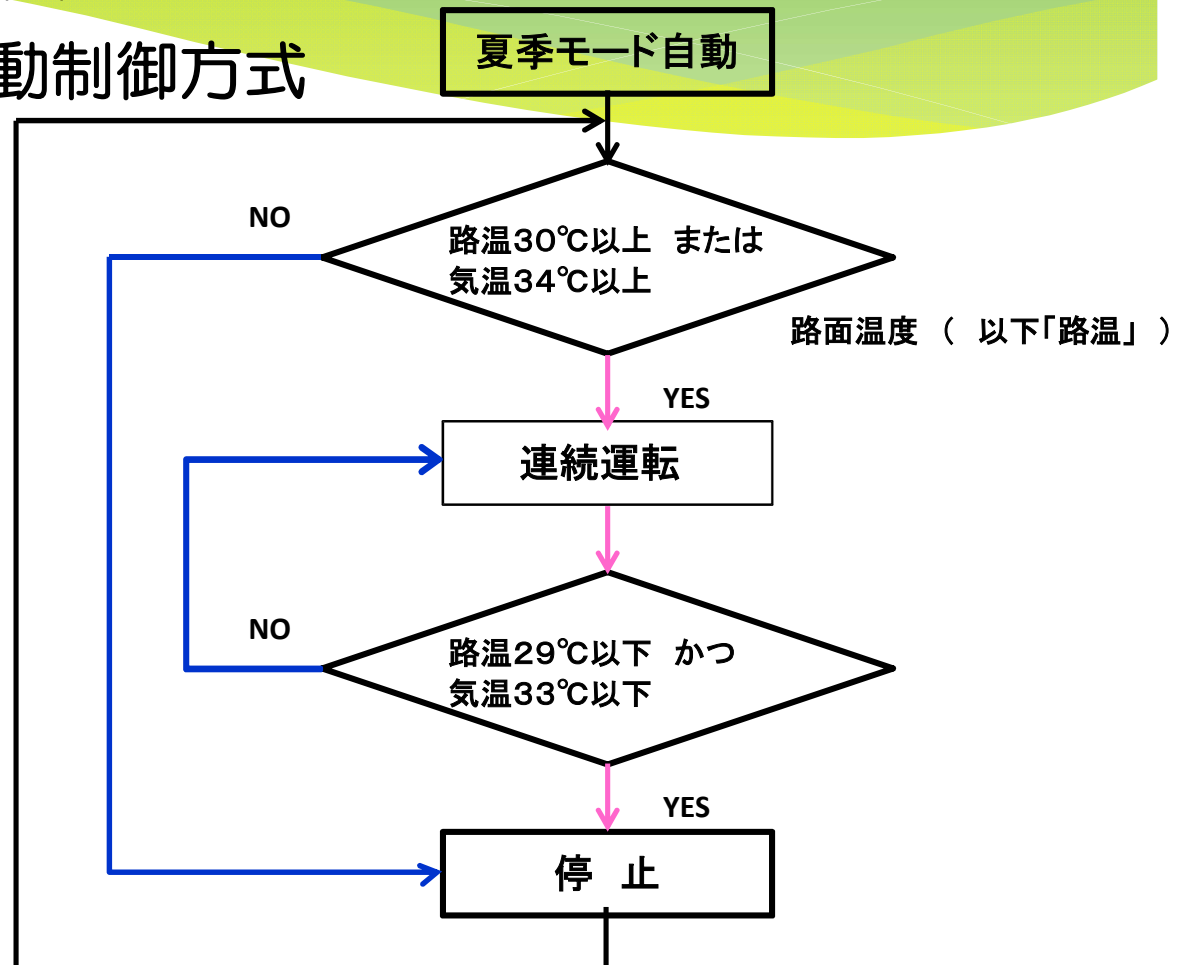 夏季モード自動
動制御方式
NO
路温30℃以上 または
気温34℃以上
路面温度 ( 以下「路温」 )
YES
連続運転
NO
路温29℃以下 かつ
気温33℃以下
YES
停 止